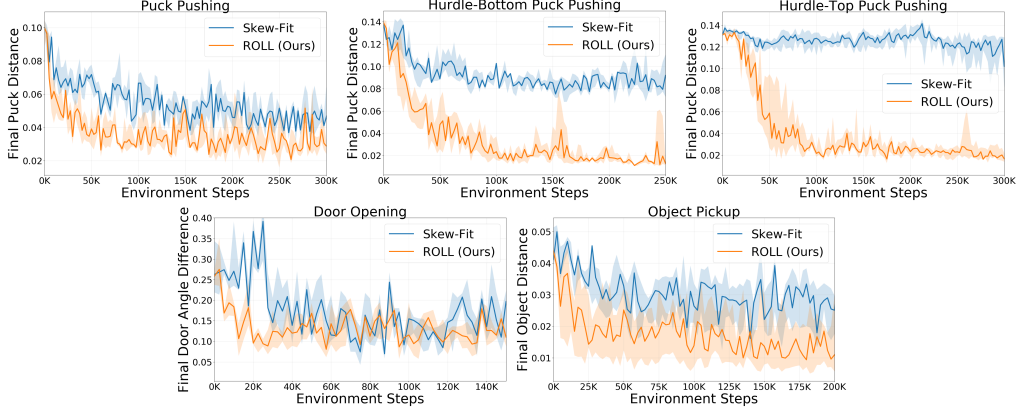 Puck Pushing
Final Puck Distance
0.10
0.08
0.06
0.04
0.02
Skew-Fit
ROLL (Ours)
0K 50K 100K 150K 200K 250K 300K
Environment Steps
Hurdle-Bottom Puck Pushing
Final Puck Distance
0.14
0.12
0.10
0.08
0.06
0.04
0.02
Skew-Fit
ROLL (Ours)
0K 50K 100K 150K 200K 250K
Environment Steps
Hurdle-Top Puck Pushing
Final Puck Distance
0.14
0.12
0.10
0.08
0.06
0.04
0.02
Skew-Fit
ROLL (Ours)
0K 50K 100K 150K 200K 250K 300K
Environment Steps
Door Opening
Final Door Angle Difference
0.40
0.35
0.30
0.25
0.20
0.15
0.10
0.05
Skew-Fit
ROLL (Ours)
0K 20K 40K 60K 80K 100K 120K 140K
Environment Steps
Object Pickup
Final Object Distance
0.05
0.04
0.03
0.02
0.01
Skew-Fit
ROLL (Ours)
0K 25K 50K 75K 100K 125K 150K 175K 200K
Environment Steps